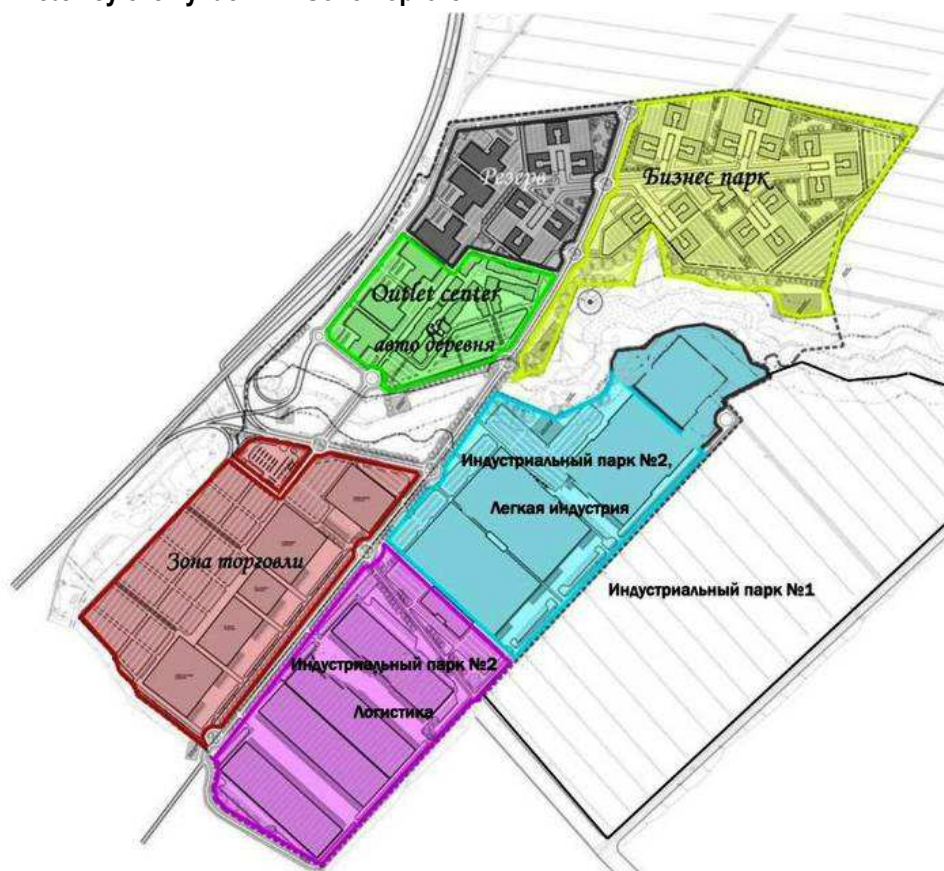 Резерв
Бизнес парк
Outlet center
&
авто деревня
Индустриальный парк №2,
Легкая индустрия
Зона торговли
Индустриальный парк №1
Индустриальный парк №2
Логистика